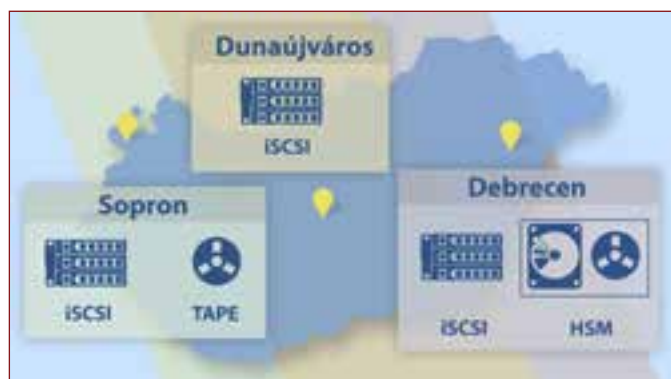 Dunaújváros
iSCSI
Sopron
iSCSI TAPE
Debrecen
iSCSI HSM